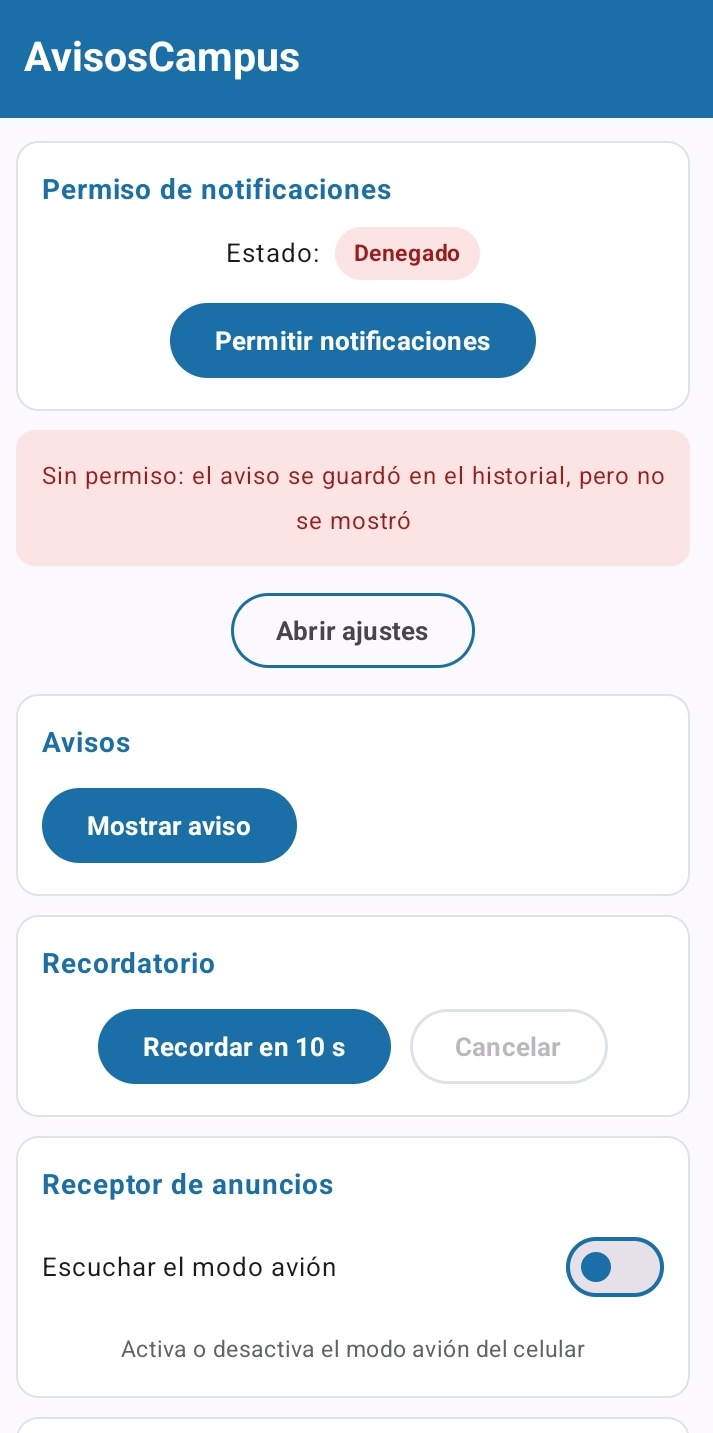 AvisosCampus
Permiso de notificaciones
Estado: Denegado
Permitir notificaciones
Sin permiso: el aviso se guardó en el historial, pero no
se mostró
Abrir ajustes
Avisos
Mostrar aviso
Recordatorio
Recordar en 10 s Cancelar
Receptor de anuncios
Escuchar el modo avión
Activa o desactiva el modo avión del celular